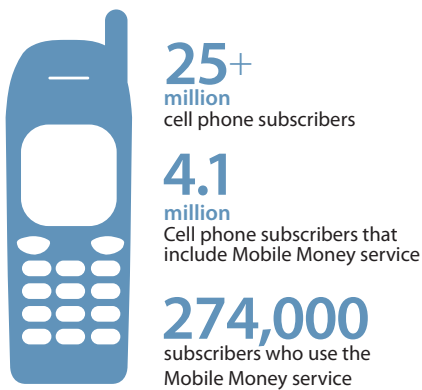 25+
million
cell phone subscribers
4.1
million
Cell phone subscribers that
include Mobile Money service
274,000
subscribers who use the
Mobile Money service